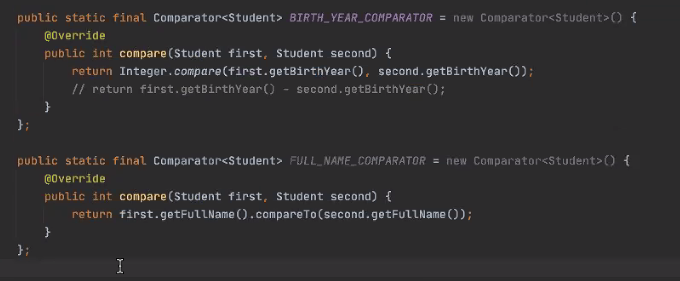 public static final Comparator<Student> BIRTH_YEAR_COMPARATOR = new Comparator<Student>() {
@Override
public int compare(Student first, Student second) {
return Integer.compare(first.getBirthYear(), second.getBirthYear());
// return first.getBirthYear() - second.getBirthYear();
}
};
public static final Comparator<Student> FULL_NAME_COMPARATOR = new Comparator<Student>() {
@Override
public int compare(Student first, Student second) {
return first.getFullName().compareTo(second.getFullName());
}
};